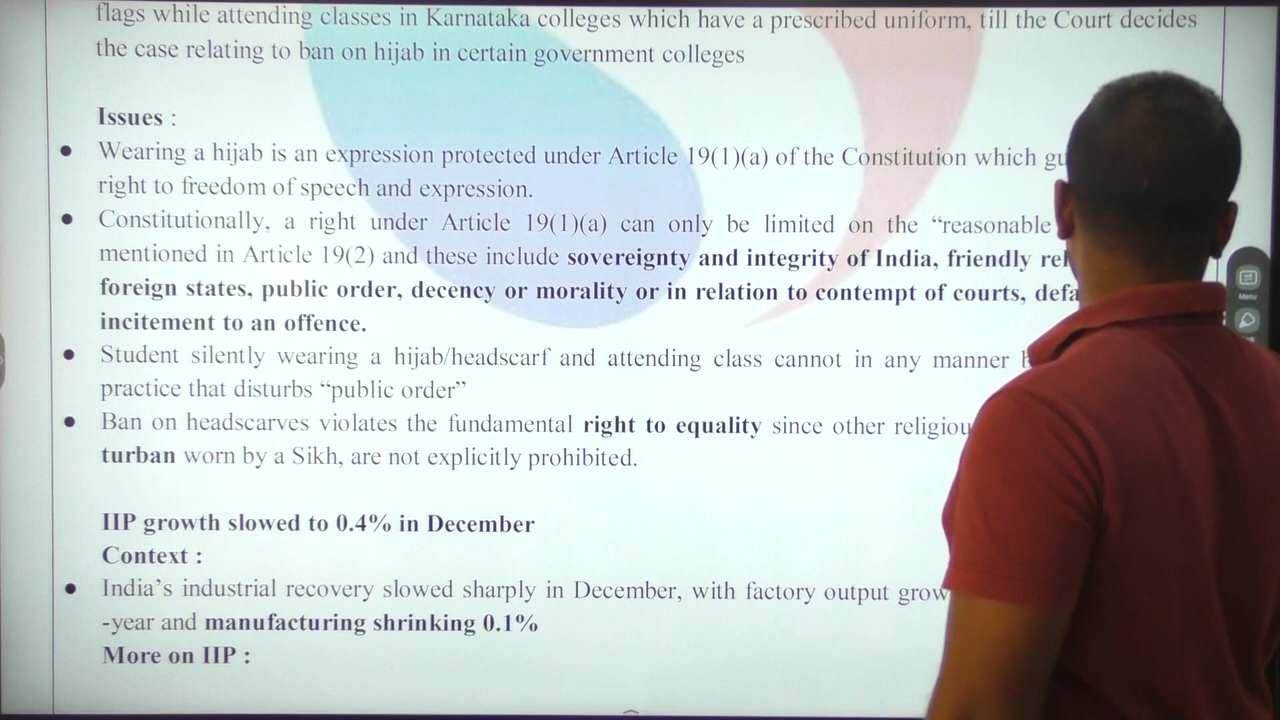 flags while attending classes in Karnataka colleges which have a prescribed uniform, till the Court decides
the case relating to ban on hijab in certain government colleges
Issues :
● Wearing a hijab is an expression protected under Article 19(1)(a) of the Constitution which
right to freedom of speech and expression.
● Constitutionally, a right under Article 19(1)(a) can only be limited on the “reasonable
mentioned in Article 19(2) and these include sovereignty and integrity of India, friendly
foreign states, public order, decency or morality or in relation to contempt of courts,
incitement to an offence.
● Student silently wearing a hijab/headscarf and attending class cannot in any manner
practice that disturbs “public order”
● Ban on headscarves violates the fundamental right to equality since other
turban worn by a Sikh, are not explicitly prohibited.
IIP growth slowed to 0.4% in December
Context :
● India’s industrial recovery slowed sharply in December, with factory output
-year and manufacturing shrinking 0.1%
More on IIP :
Menu